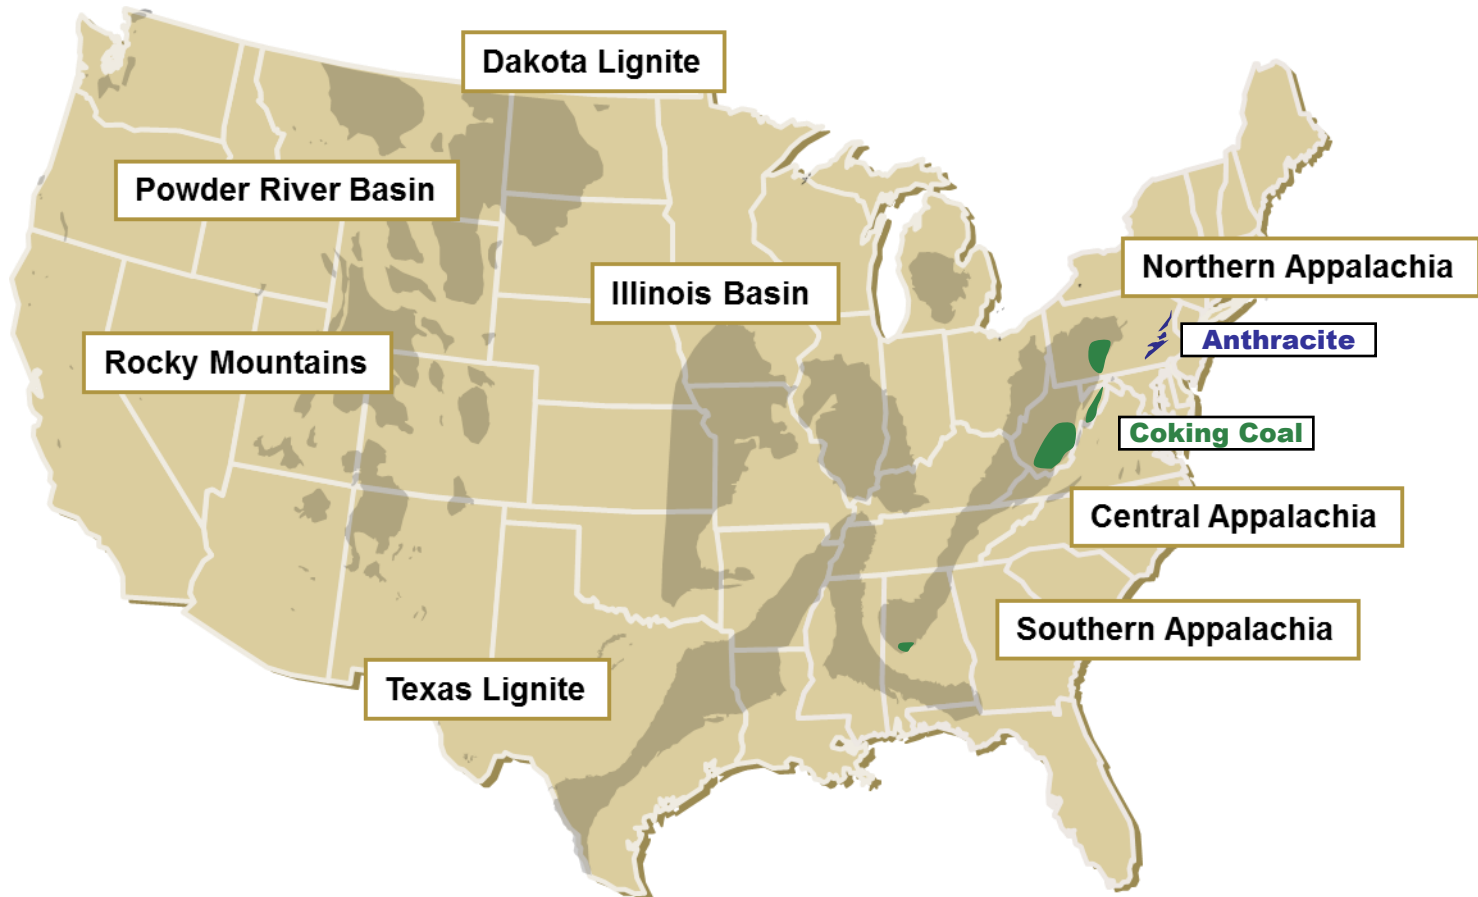 Dakota Lignite
Powder River Basin
Northern Appalachia
Illinois Basin
Anthracite
Rocky Mountains
Coking Coal
Central Appalachia
Southern Appalachia
Texas Lignite